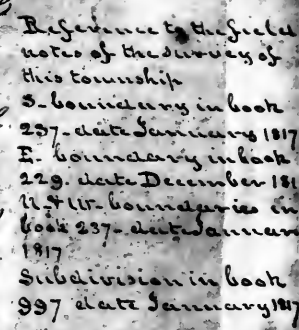 Reference to the field
notes of the survey of
this township
S- boundary in book
237- date January 1817
E. boundary in book
229. date December 181
N & W- boundaries in
book 237- date January
1817
Subdivision in book
997 date January 1817